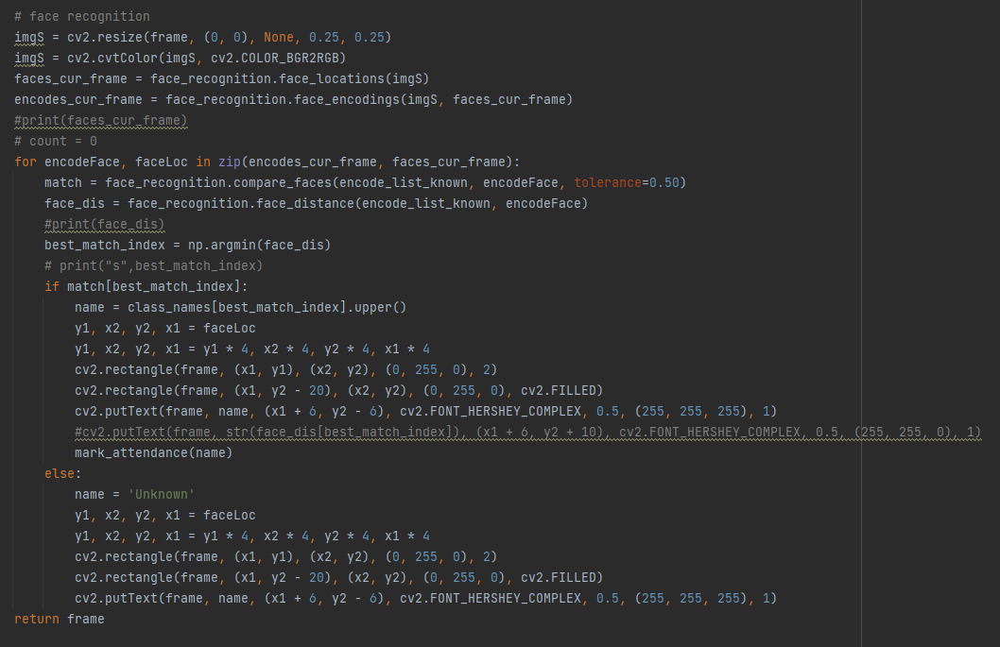 # face recognition
imgS = cv2.resize(frame, (0, 0), None, 0.25, 0.25)
imgS = cv2.cvtColor(imgS, cv2.COLOR_BGR2RGB)
faces_cur_frame = face_recognition.face_locations(imgS)
encodes_cur_frame = face_recognition.face_encodings(imgS, faces_cur_frame)
#print(faces_cur_frame)
# count = 0
for encodeFace, faceLoc in zip(encodes_cur_frame, faces_cur_frame):
    match = face_recognition.compare_faces(encode_list_known, encodeFace, tolerance=0.50)
    face_dis = face_recognition.face_distance(encode_list_known, encodeFace)
    #print(face_dis)
    best_match_index = np.argmin(face_dis)
    # print("s",best_match_index)
    if match[best_match_index]:
        name = class_names[best_match_index].upper()
        y1, x2, y2, x1 = faceLoc
        y1, x2, y2, x1 = y1 * 4, x2 * 4, y2 * 4, x1 * 4
        cv2.rectangle(frame, (x1, y1), (x2, y2), (0, 255, 0), 2)
        cv2.rectangle(frame, (x1, y2 - 20), (x2, y2), (0, 255, 0), cv2.FILLED)
        cv2.putText(frame, name, (x1 + 6, y2 - 6), cv2.FONT_HERSHEY_COMPLEX, 0.5, (255, 255, 255), 1)
        #cv2.putText(frame, str(face_dis[best_match_index]), (x1 + 6, y2 + 10), cv2.FONT_HERSHEY_COMPLEX, 0.5, (255, 255, 0), 1)
        mark_attendance(name)
    else:
        name = 'Unknown'
        y1, x2, y2, x1 = faceLoc
        y1, x2, y2, x1 = y1 * 4, x2 * 4, y2 * 4, x1 * 4
        cv2.rectangle(frame, (x1, y1), (x2, y2), (0, 255, 0), 2)
        cv2.rectangle(frame, (x1, y2 - 20), (x2, y2), (0, 255, 0), cv2.FILLED)
        cv2.putText(frame, name, (x1 + 6, y2 - 6), cv2.FONT_HERSHEY_COMPLEX, 0.5, (255, 255, 255), 1)
return frame